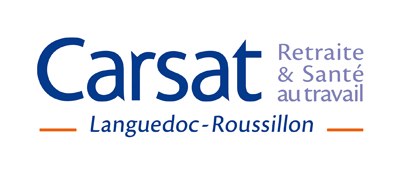 Carsat
Retraite
& Santé
au travail
Languedoc-Roussillon